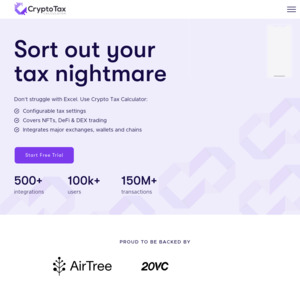 CryptoTax
Sort out your
tax nightmare
Don't struggle with Excel. Use Crypto Tax Calculator:
Configurable tax settings
Covers NFTs, DeFi & DEX trading
Integrates major exchanges, wallets and chains
Start Free Trial
500+ 100k+ 150M+
integrations users transactions
PROUD TO BE BACKED BY
AirTree 20VC